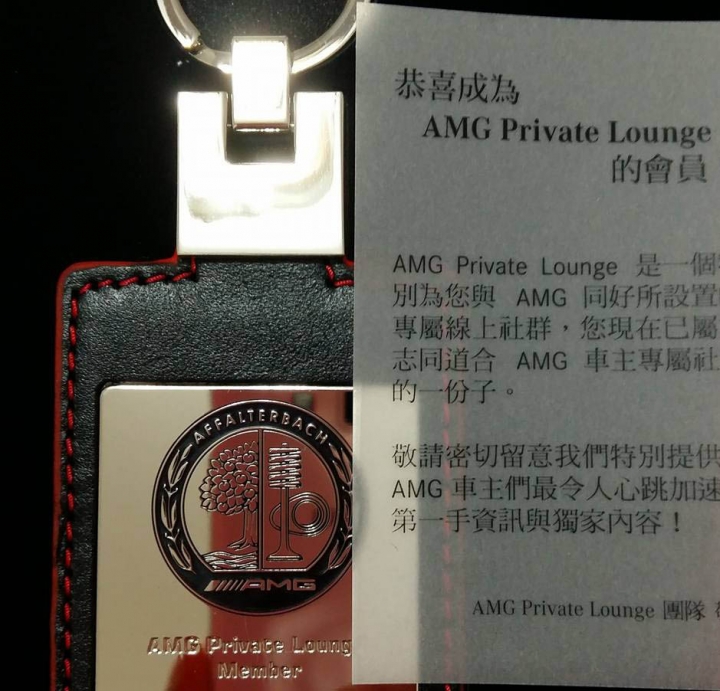 恭喜成為
AMG Private Lounge
的會員
AMG Private Lounge 是一個
別為您與 AMG 同好所設置
專屬線上社群，您現在已屬
志同道合 AMG 車主專屬社
的一份子。
敬請密切留意我們特別提供
AMG 車主們最令人心跳加速
第一手資訊與獨家內容！
AMG Private Lounge 團隊
AFFALTERBACH
AMG
AMG Private Loung
Member